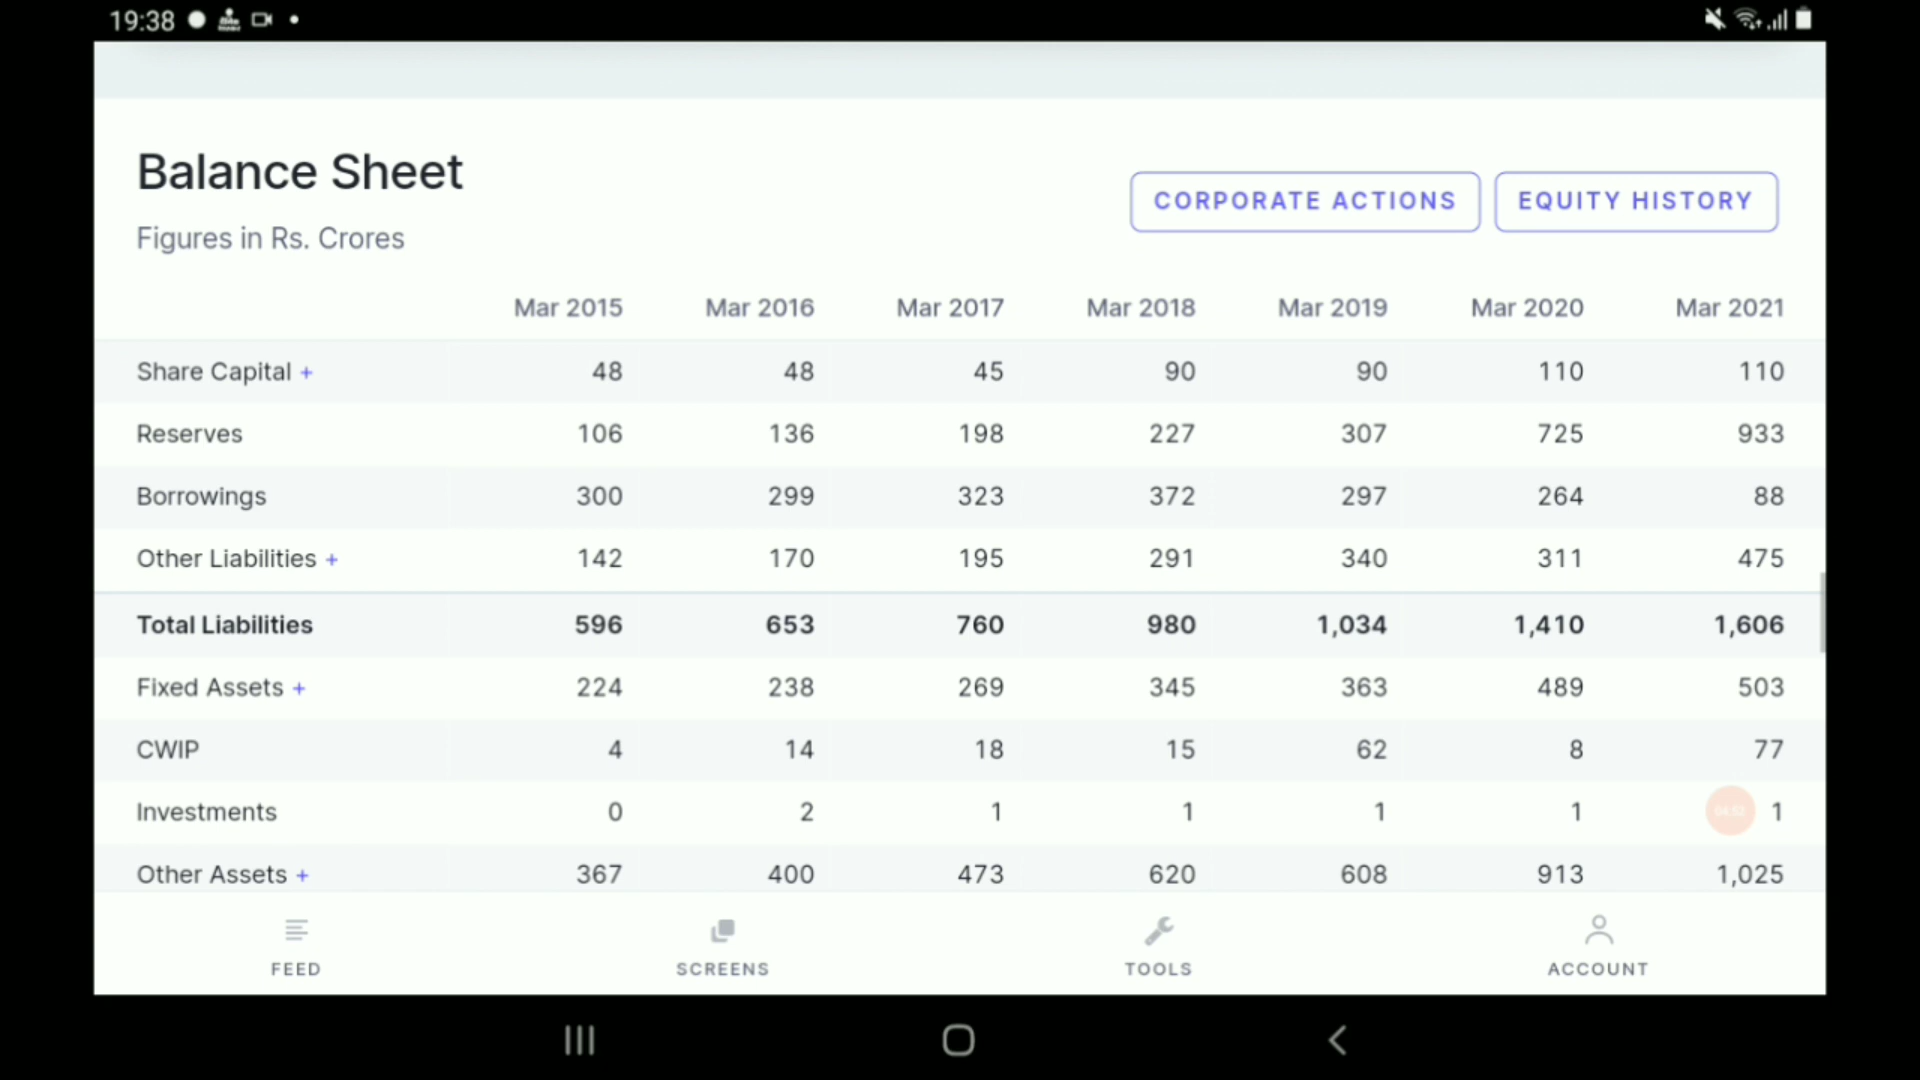 19:38
Balance Sheet
CORPORATE ACTIONS EQUITY HISTORY
Figures in Rs. Crores
Mar 2015 Mar 2016 Mar 2017 Mar 2018 Mar 2019 Mar 2020 Mar 2021
Share Capital + 48 48 45 90 90 110 110
Reserves 106 136 198 227 307 725 933
Borrowings 300 299 323 372 297 264 88
Other Liabilities + 142 170 195 291 340 311 475
Total Liabilities 596 653 760 980 1,034 1,410 1,606
Fixed Assets + 224 238 269 345 363 489 503
CWIP 4 14 18 15 62 8 77
Investments 0 2 1 1 1 1 1
Other Assets + 367 400 473 620 608 913 1,025
FEED SCREENS TOOLS ACCOUNT